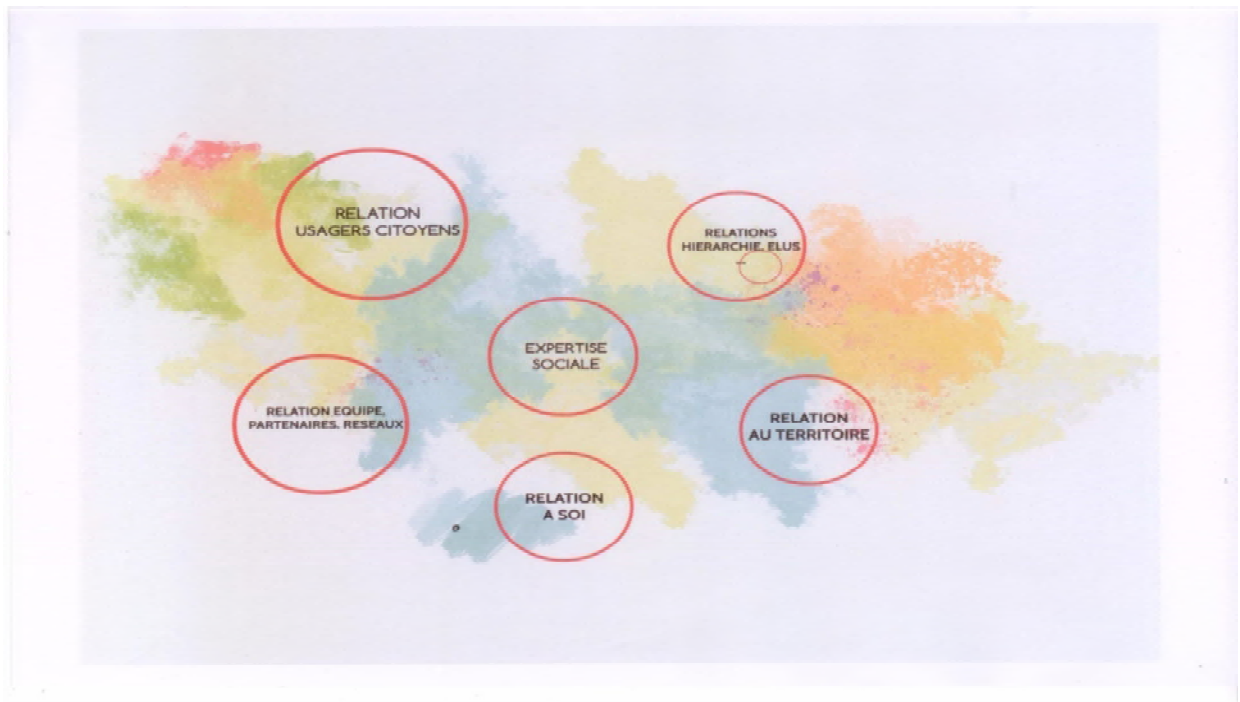 RELATION
USAGERS CITOYENS
RELATIONS
HIERARCHIE, ELUS
EXPERTISE
SOCIALE
RELATION EQUIPE,
PARTENAIRES, RESEAUX
RELATION
AU TERRITOIRE
RELATION
A SOI